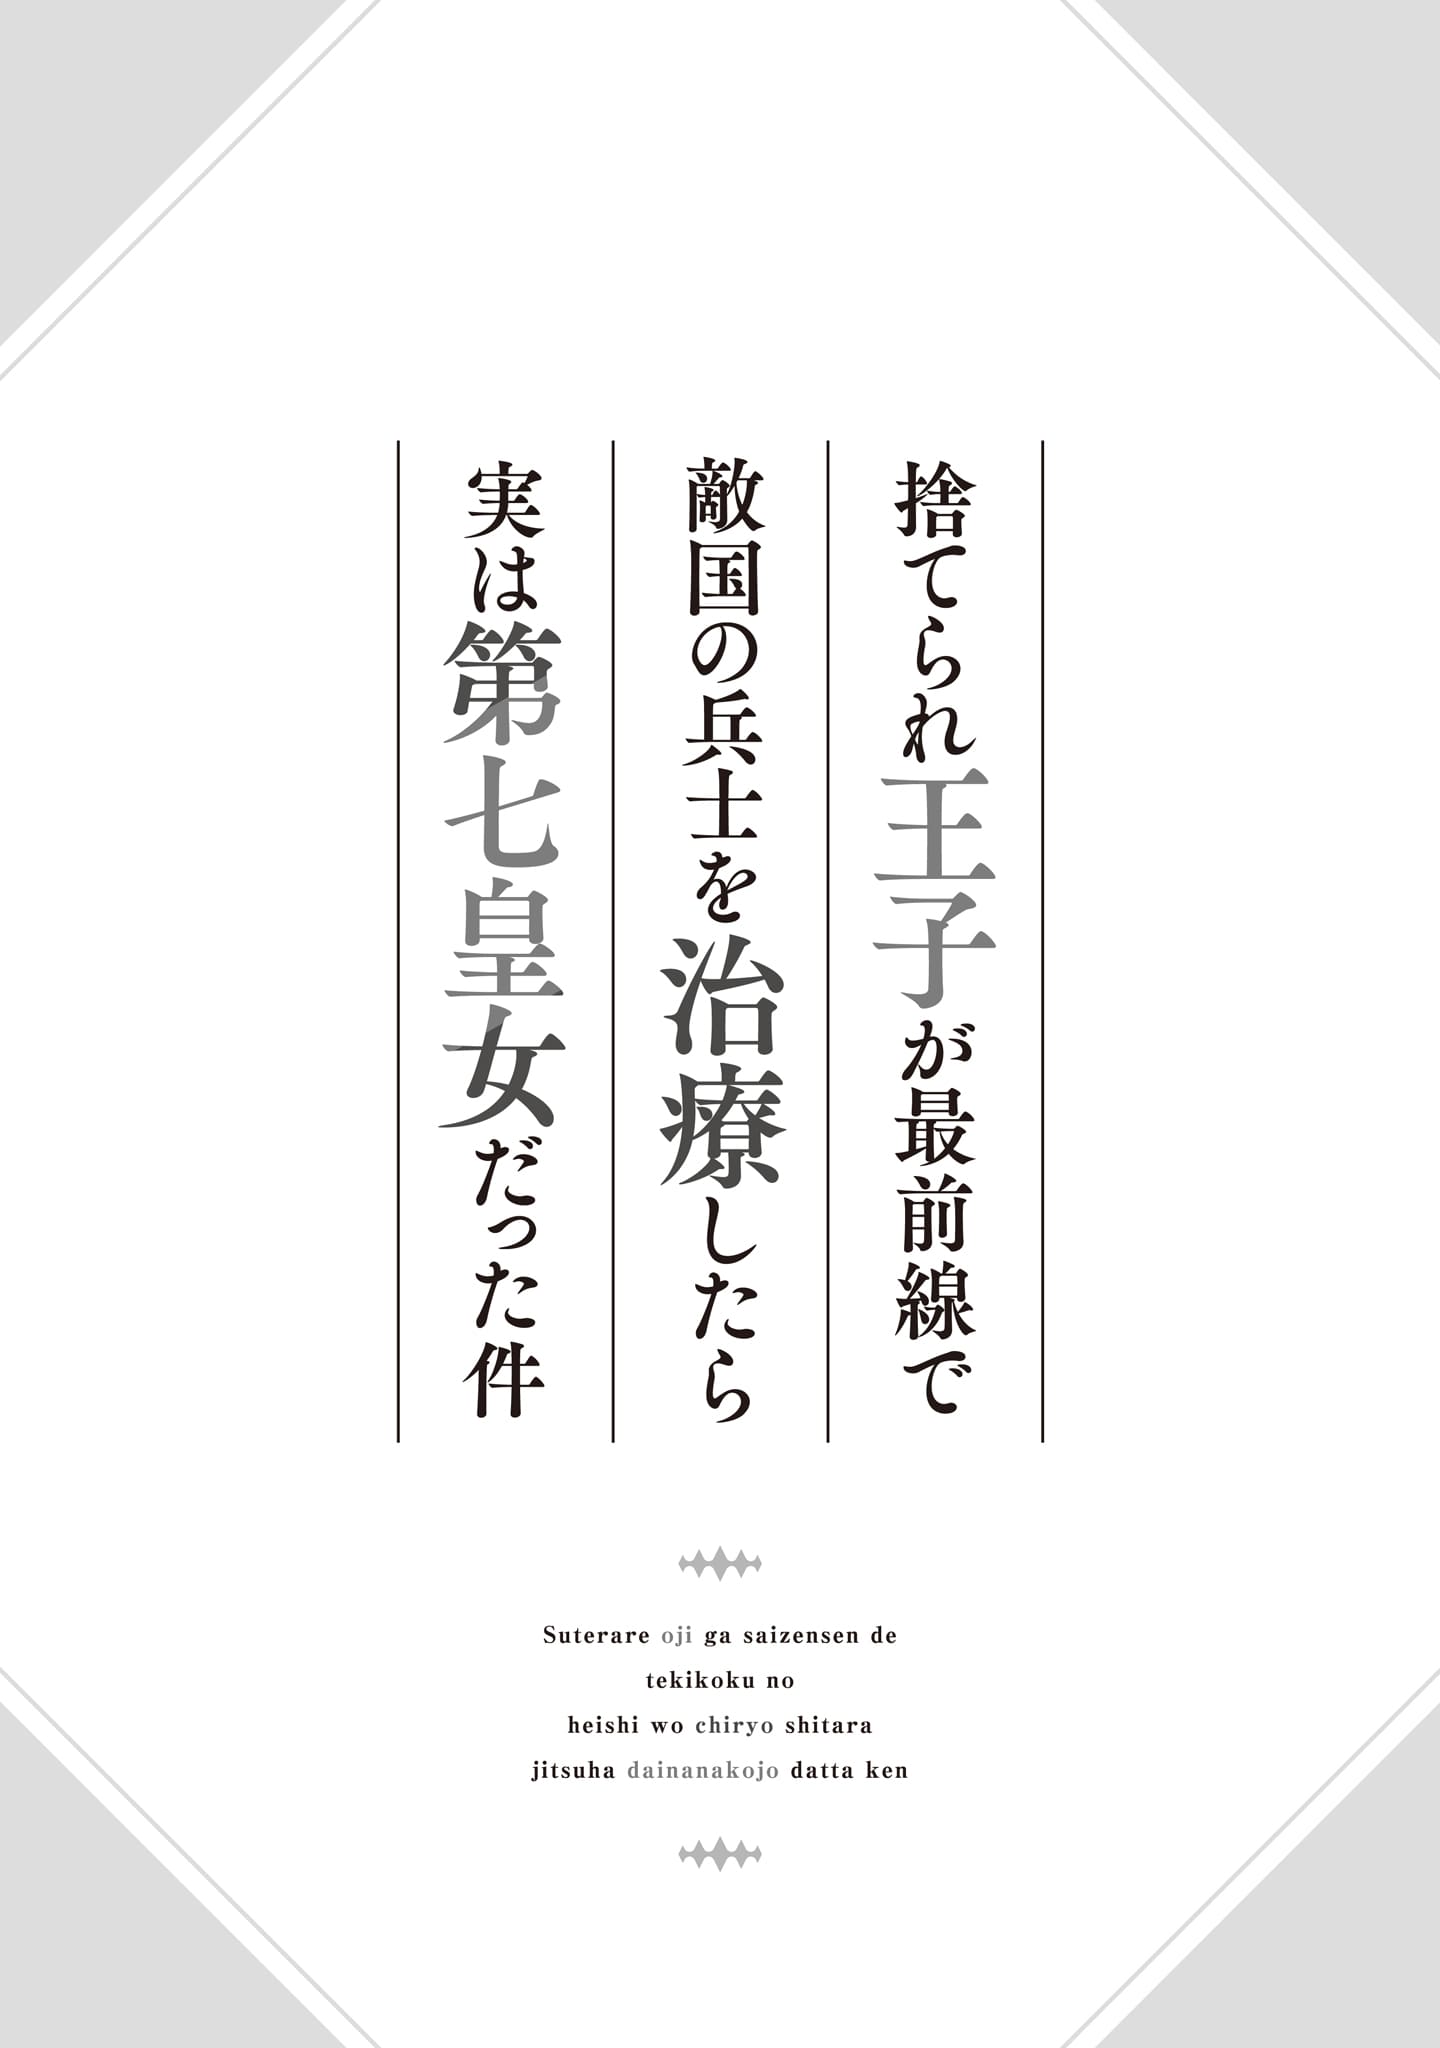 捨てられ王子が最前線で
敵国の兵士を治療したら
実は第七皇女だった件
Suterare oji ga saizensen de
tekikoku no
heishi wo chiryo shitara
jitsuha dainanakojo datta ken